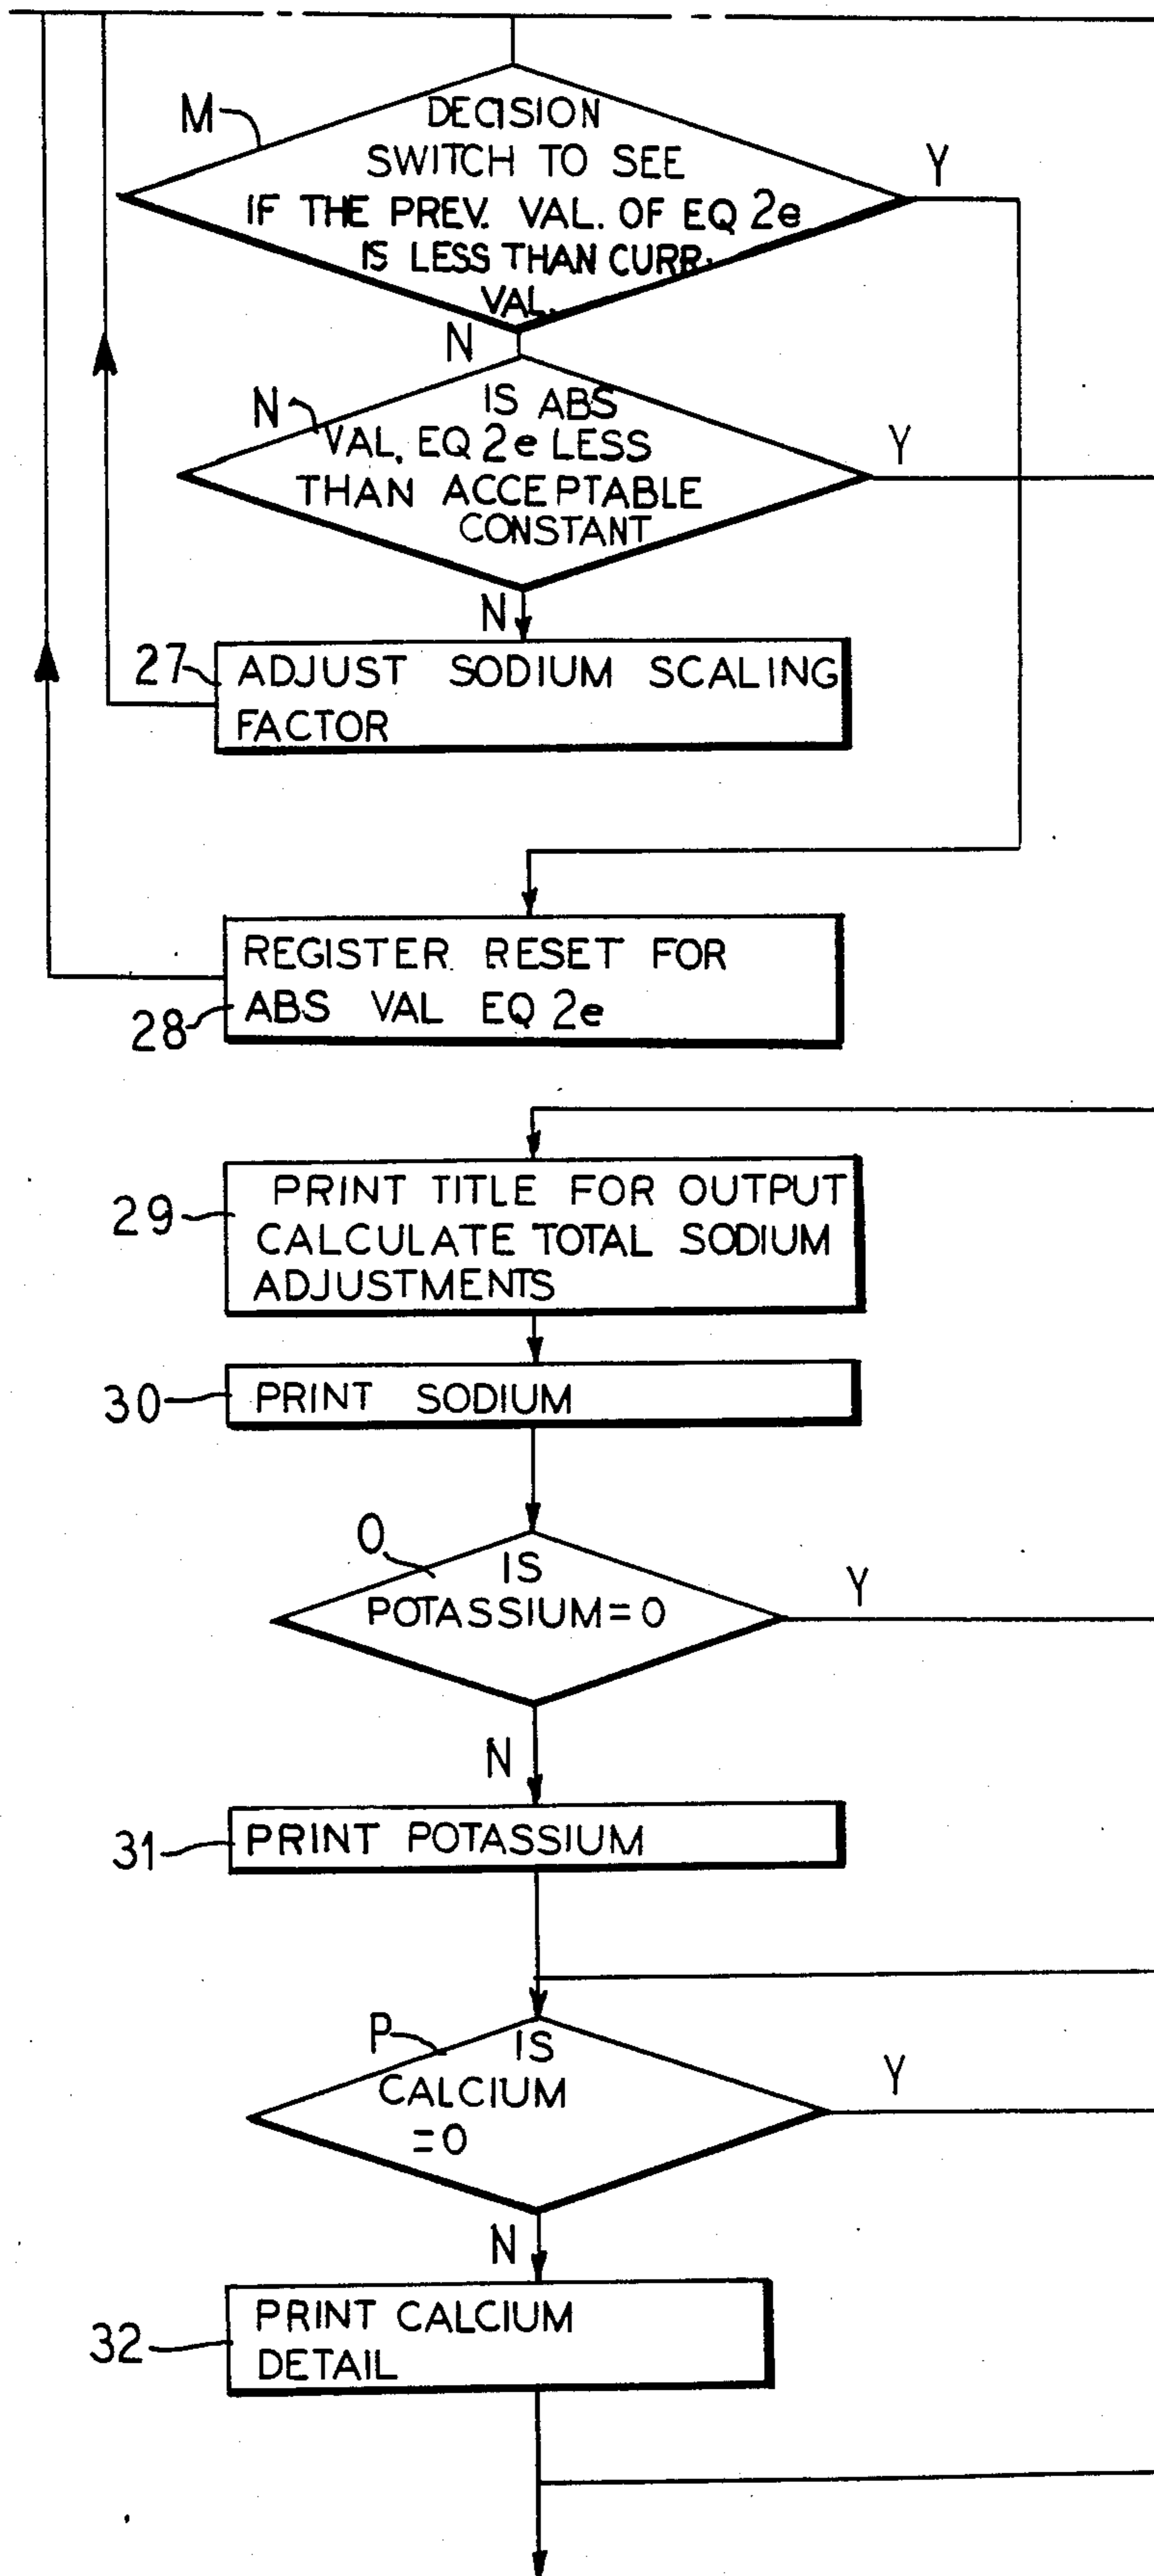 M
DECISION
SWITCH TO SEE
IF THE PREV. VAL. OF EQ 2e
IS LESS THAN CURR.
VAL.
Y
N
N
IS ABS
VAL, EQ 2e LESS
THAN ACCEPTABLE
CONSTANT
Y
N
27
ADJUST SODIUM SCALING
FACTOR
REGISTER RESET FOR
ABS VAL EQ 2e
28
29
PRINT TITLE FOR OUTPUT
CALCULATE TOTAL SODIUM
ADJUSTMENTS
30
PRINT SODIUM
O
IS
POTASSIUM=0
Y
N
31
PRINT POTASSIUM
P
IS
CALCIUM
=0
Y
N
32
PRINT CALCIUM
DETAIL